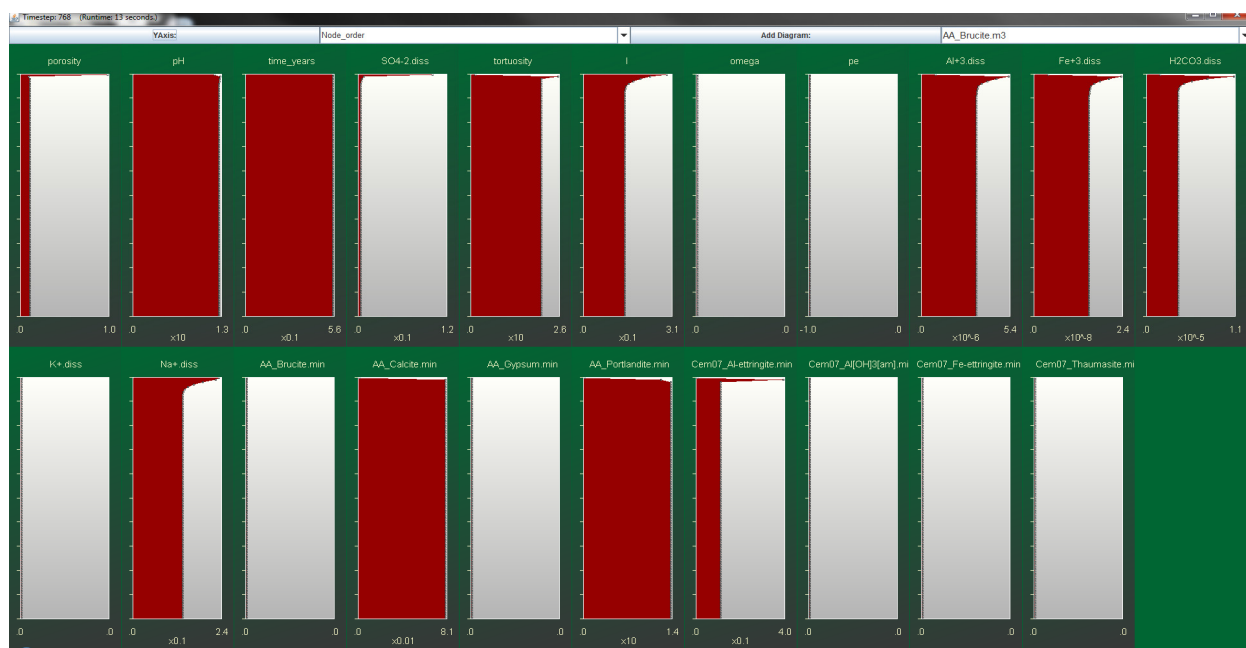 Timestep: 768 (Runtime: 13 seconds.)
YAxis: Node_order Add Diagram: AA_Brucite.m3
porosity pH time_years SO4-2.diss tortuosity I omega pe Al+3.diss Fe+3.diss H2CO3.diss
.0 1.0 .0 1.3 .0 5.6 .0 1.2 .0 2.6 .0 3.1 .0 .0 -1.0 .0 .0 5.4 .0 2.4 .0 1.1
x10 x0.1 x0.1 x10 x0.1 x10^-6 x10^-8 x10^-5
K+.diss Na+.diss AA_Brucite.min AA_Calcite.min AA_Gypsum.min AA_Portlandite.min Cem07_Al-ettringite.min Cem07_Al[OH]3[am].mi Cem07_Fe-ettringite.min Cem07_Thaumasite.mi
.0 .0 .0 2.4 .0 .0 .0 8.1 .0 .0 .0 1.4 .0 4.0 .0 .0 .0 .0 .0 .0
x0.1 x0.01 x10 x0.1